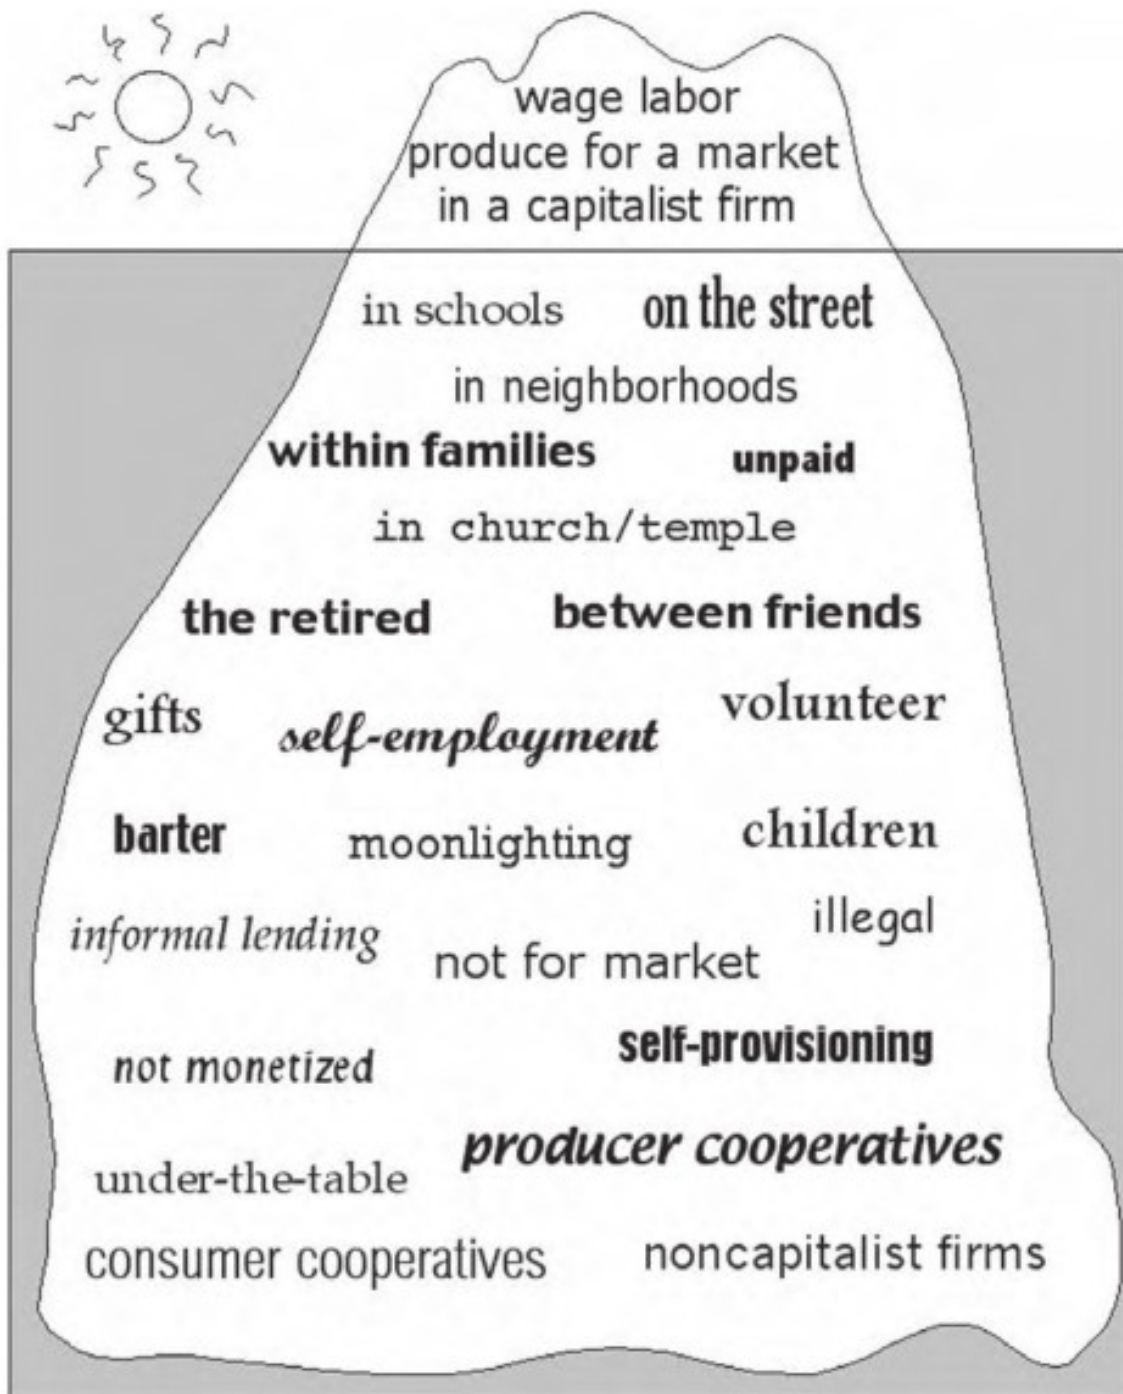 wage labor
produce for a market
in a capitalist firm
in schools on the street
in neighborhoods
within families unpaid
in church/temple
the retired between friends
gifts self-employment volunteer
barter moonlighting children
informal lending not for market illegal
not monetized self-provisioning
under-the-table producer cooperatives
consumer cooperatives noncapitalist firms